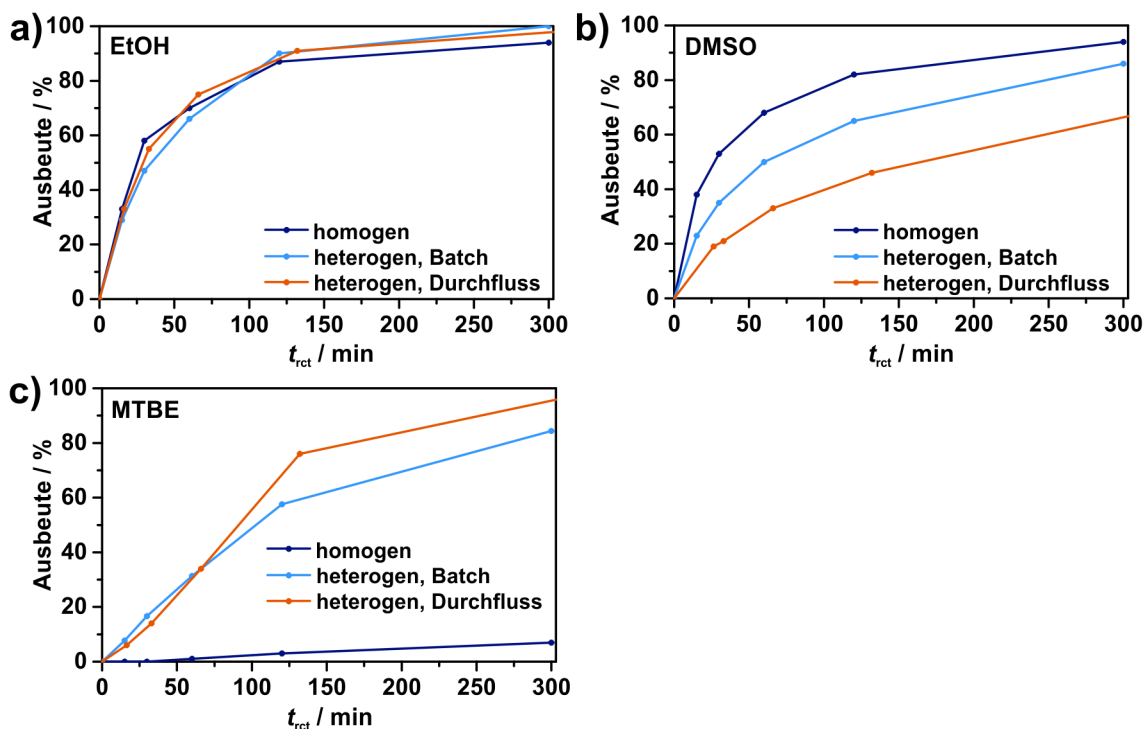 a)
EtOH
Ausbeute / %
100
80
60
40
20
0
homogen
heterogen, Batch
heterogen, Durchfluss
0 50 100 150 200 250 300
t_rct / min
b)
DMSO
Ausbeute / %
100
80
60
40
20
0
homogen
heterogen, Batch
heterogen, Durchfluss
0 50 100 150 200 250 300
t_rct / min
c)
MTBE
Ausbeute / %
100
80
60
40
20
0
homogen
heterogen, Batch
heterogen, Durchfluss
0 50 100 150 200 250 300
t_rct / min